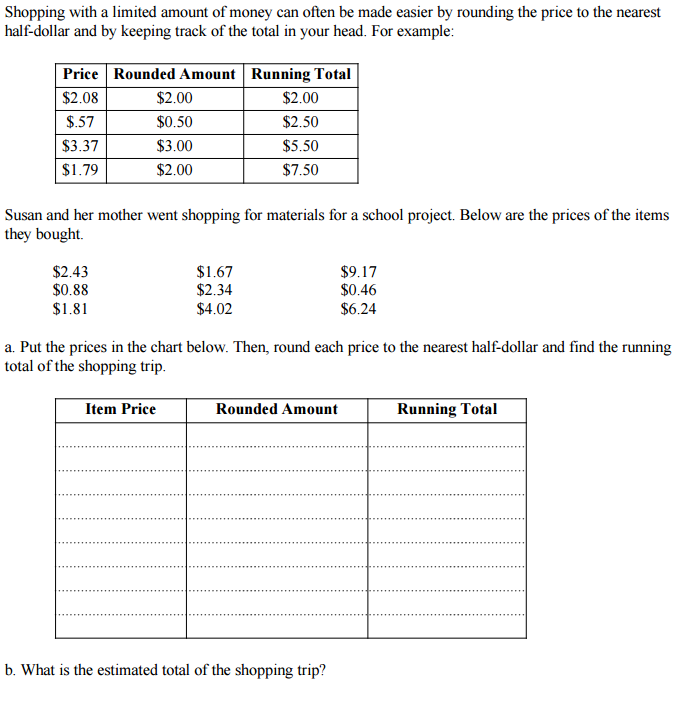 Shopping with a limited amount of money can often be made easier by rounding the price to the nearest
half-dollar and by keeping track of the total in your head. For example:
Price Rounded Amount Running Total
$2.08 $2.00 $2.00
$.57 $0.50 $2.50
$3.37 $3.00 $5.50
$1.79 $2.00 $7.50
Susan and her mother went shopping for materials for a school project. Below are the prices of the items
they bought.
$2.43 $1.67 $9.17
$0.88 $2.34 $0.46
$1.81 $4.02 $6.24
a. Put the prices in the chart below. Then, round each price to the nearest half-dollar and find the running
total of the shopping trip.
Item Price Rounded Amount Running Total
b. What is the estimated total of the shopping trip?